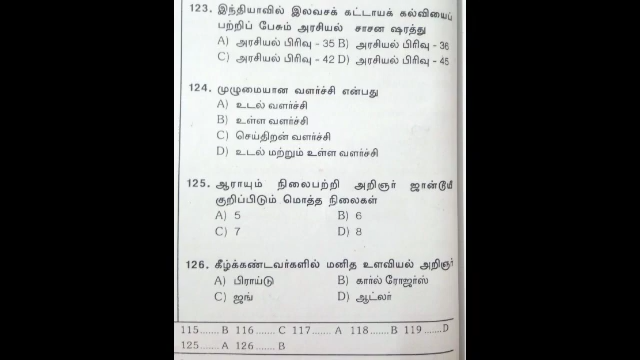 123. இந்தியாவில் இலவசக் கட்டாயக் கல்வியைப்
பற்றிப் பேசும் அரசியல் சாசன ஷரத்து
A) அரசியல் பிரிவு - 35 B) அரசியல் பிரிவு - 36
C) அரசியல் பிரிவு - 42 D) அரசியல் பிரிவு - 45
124. முழுமையான வளர்ச்சி என்பது
A) உடல் வளர்ச்சி
B) உள்ள வளர்ச்சி
C) செய்திறன் வளர்ச்சி
D) உடல் மற்றும் உள்ள வளர்ச்சி
125. ஆராயும் நிலைபற்றி அறிஞர் ஜான்டூயீ
குறிப்பிடும் மொத்த நிலைகள்
A) 5 B) 6
C) 7 D) 8
126. கீழ்க்கண்டவர்களில் மனித உளவியல் அறிஞர்
A) பிராய்டு B) கார்ல் ரோஜர்ஸ்
C) ஜங் D) ஆட்லர்
115....... B 116....... C 117....... A 118....... B 119.......D
125....... A 126....... B